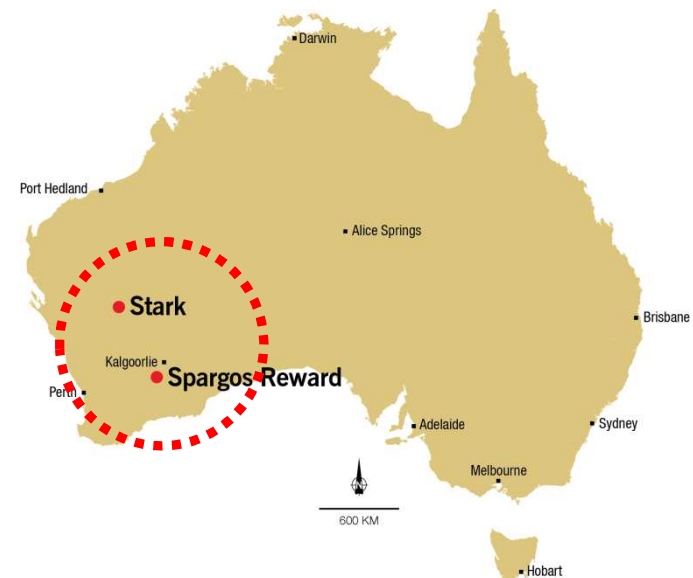 Darwin
Port Hedland
Alice Springs
Stark
Brisbane
Kalgoorlie
Spargos Reward
Perth
Adelaide
Sydney
Melbourne
N
600 KM
Hobart